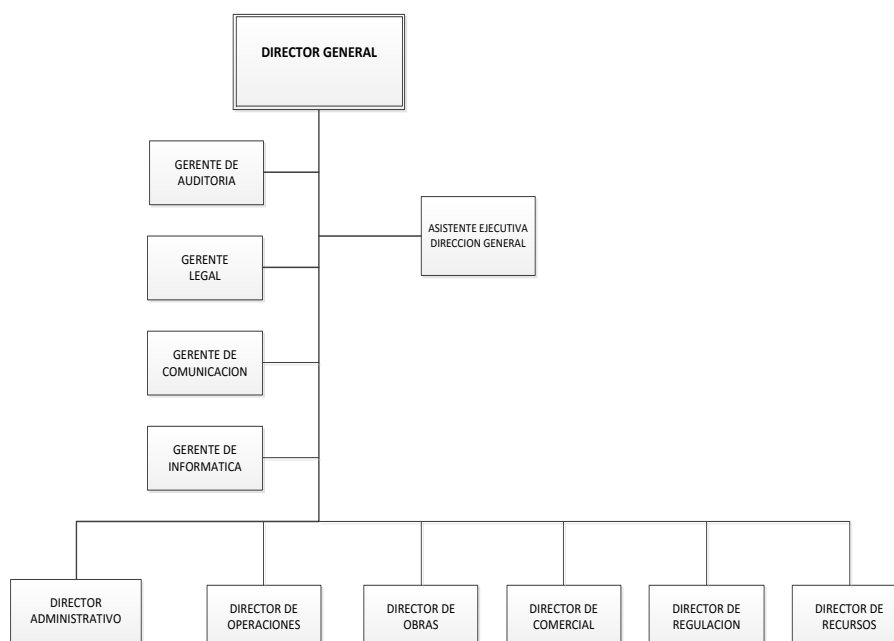 DIRECTOR GENERAL
GERENTE DE
AUDITORIA
ASISTENTE EJECUTIVA
DIRECCION GENERAL
GERENTE
LEGAL
GERENTE DE
COMUNICACION
GERENTE DE
INFORMATICA
DIRECTOR
ADMINISTRATIVO
DIRECTOR DE
OPERACIONES
DIRECTOR DE
OBRAS
DIRECTOR DE
COMERCIAL
DIRECTOR DE
REGULACION
DIRECTOR DE
RECURSOS